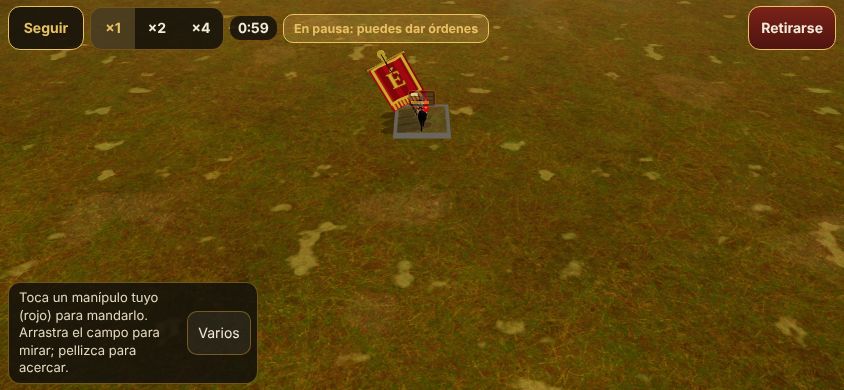 Seguir
×1 ×2 ×4
0:59
En pausa: puedes dar órdenes
Retirarse
É
Toca un manípulo tuyo
(rojo) para mandarlo.
Arrastra el campo para
mirar; pellizca para
acercar.
Varios